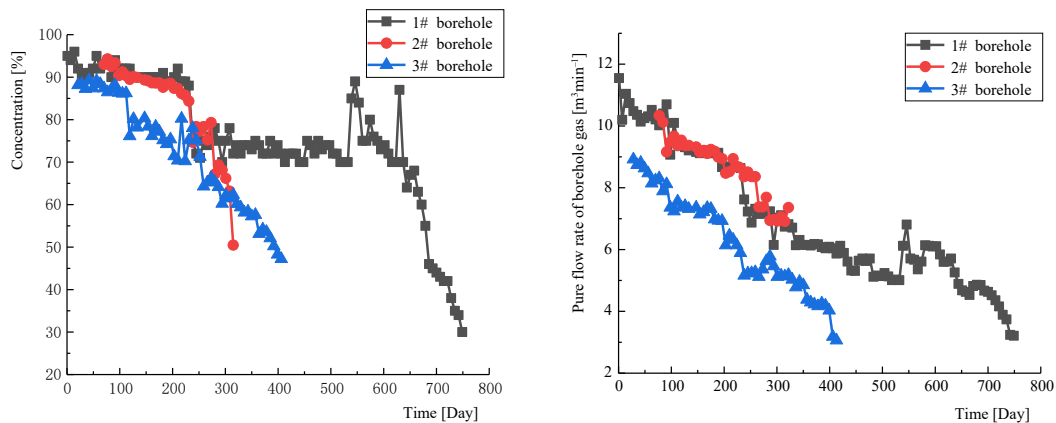 1# borehole
2# borehole
3# borehole
Concentration [%]
100
90
80
70
60
50
40
30
20
0 100 200 300 400 500 600 700 800
Time [Day]
1# borehole
2# borehole
3# borehole
Pure flow rate of borehole gas [m³min⁻¹]
12
10
8
6
4
2
0 100 200 300 400 500 600 700 800
Time [Day]